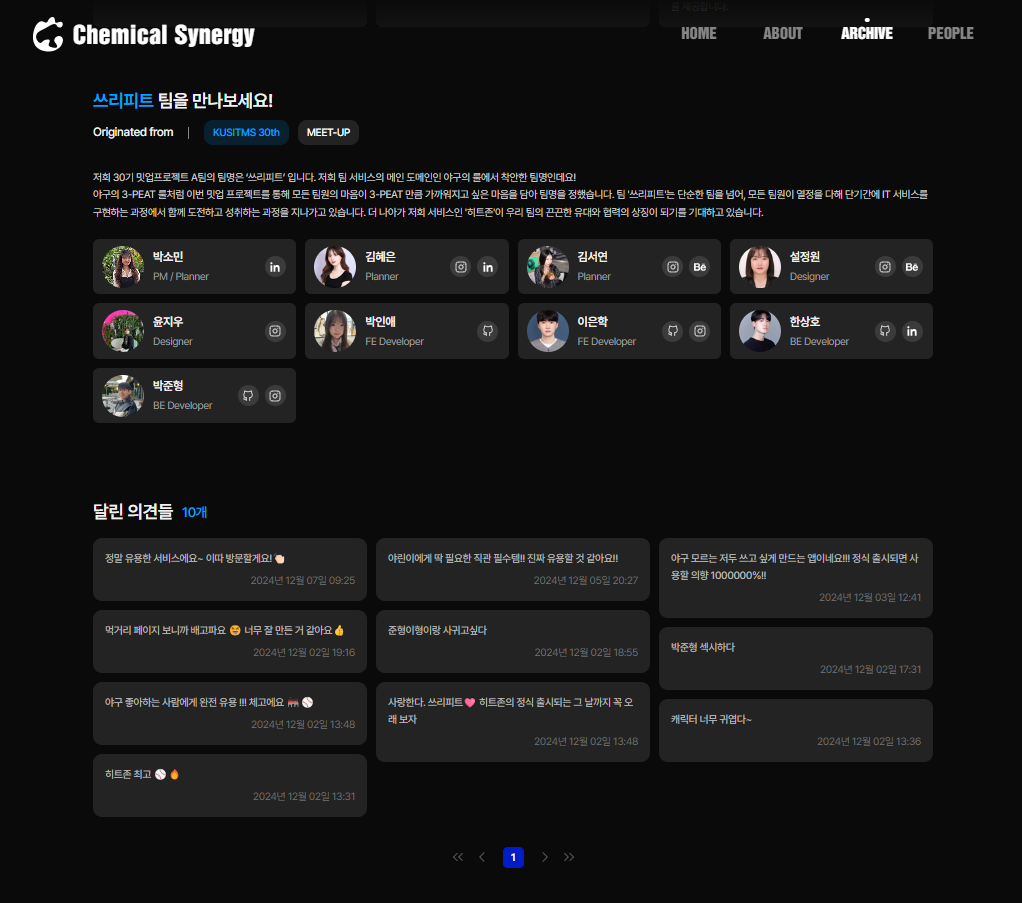 를 제공합니다.
Chemical Synergy
HOME ABOUT ARCHIVE PEOPLE
쓰리피트 팀을 만나보세요!
Originated from | KUSITMS 30th MEET-UP
저희 30기 밋업프로젝트 A팀의 팀명은 '쓰리피트' 입니다. 저희 팀 서비스의 메인 도메인인 야구의 룰에서 착안한 팀명인데요!
야구의 3-PEAT 룰처럼 이번 밋업 프로젝트를 통해 모든 팀원의 마음이 3-PEAT 만큼 가까워지고 싶은 마음을 담아 팀명을 정했습니다. 팀 '쓰리피트'는 단순한 팀을 넘어, 모든 팀원이 열정을 다해 단기간에 IT 서비스를
구현하는 과정에서 함께 도전하고 성취하는 과정을 지나가고 있습니다. 더 나아가 저희 서비스인 '히트존'이 우리 팀의 끈끈한 유대와 협력의 상징이 되기를 기대하고 있습니다.
박소민
PM / Planner
in
김혜은
Planner
in
김서연
Planner
Bē
설정원
Designer
Bē
윤지우
Designer
박인애
FE Developer
이은학
FE Developer
한상호
BE Developer
in
박준형
BE Developer
달린 의견들 10개
정말 유용한 서비스에요~ 이따 방문할게요! 👏🏻
2024년 12월 07일 09:25
야린이에게 딱 필요한 직관 필수템!! 진짜 유용할 것 같아요!!
2024년 12월 05일 20:27
야구 모르는 저두 쓰고 싶게 만드는 앱이네요!!! 정식 출시되면 사
용할 의향 1000000%!!
2024년 12월 03일 12:41
먹거리 페이지 보니까 배고파요 😆 너무 잘 만든 거 같아요👍
2024년 12월 02일 19:16
준형이형이랑 사귀고싶다
2024년 12월 02일 18:55
박준형 섹시하다
2024년 12월 02일 17:31
야구 좋아하는 사람에게 완전 유용 !!! 체고에요 🏟️ ⚾
2024년 12월 02일 13:48
사랑한다. 쓰리피트💗 히트존의 정식 출시되는 그 날까지 꼭 오
래 보자
2024년 12월 02일 13:48
캐릭터 너무 귀엽다~
2024년 12월 02일 13:36
히트존 최고 ⚾ 🔥
2024년 12월 02일 13:31
1